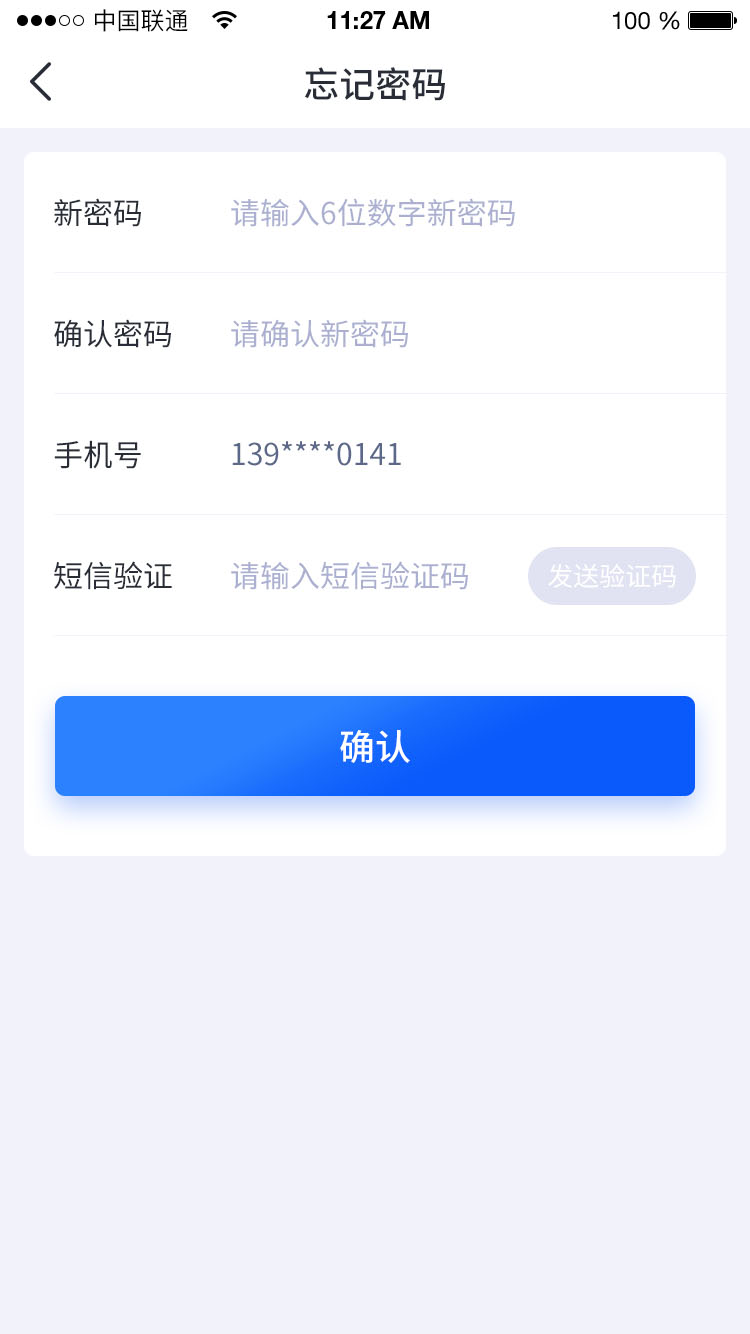 中国联通 11:27 AM 100 %
忘记密码
新密码 请输入6位数字新密码
确认密码 请确认新密码
手机号 139****0141
短信验证 请输入短信验证码 发送验证码
确认